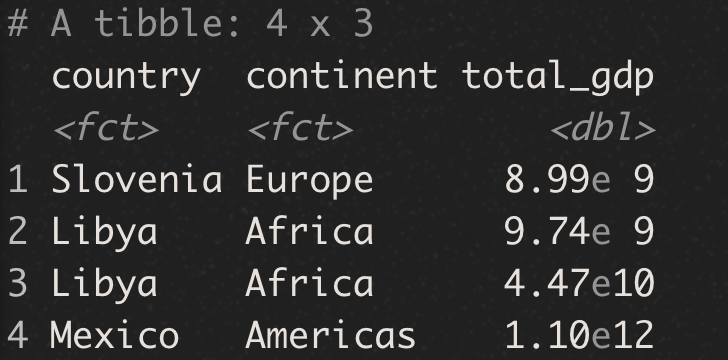 # A tibble: 4 x 3
country continent total_gdp
<fct> <fct> <dbl>
1 Slovenia Europe 8.99e 9
2 Libya Africa 9.74e 9
3 Libya Africa 4.47e10
4 Mexico Americas 1.10e12